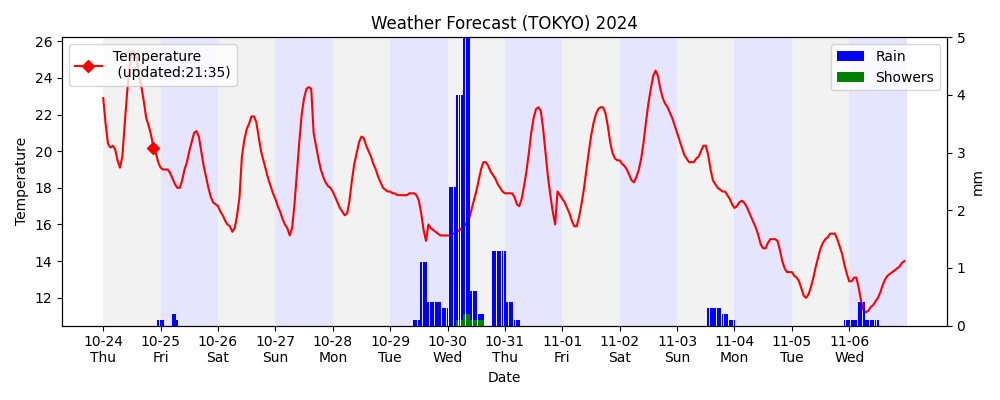 Weather Forecast (TOKYO) 2024
Temperature
(updated:21:35)
Rain
Showers
26
24
22
20
18
16
14
12
Temperature
5
4
3
2
1
0
mm
10-24 10-25 10-26 10-27 10-28 10-29 10-30 10-31 11-01 11-02 11-03 11-04 11-05 11-06
Thu Fri Sat Sun Mon Tue Wed Thu Fri Sat Sun Mon Tue Wed
Date